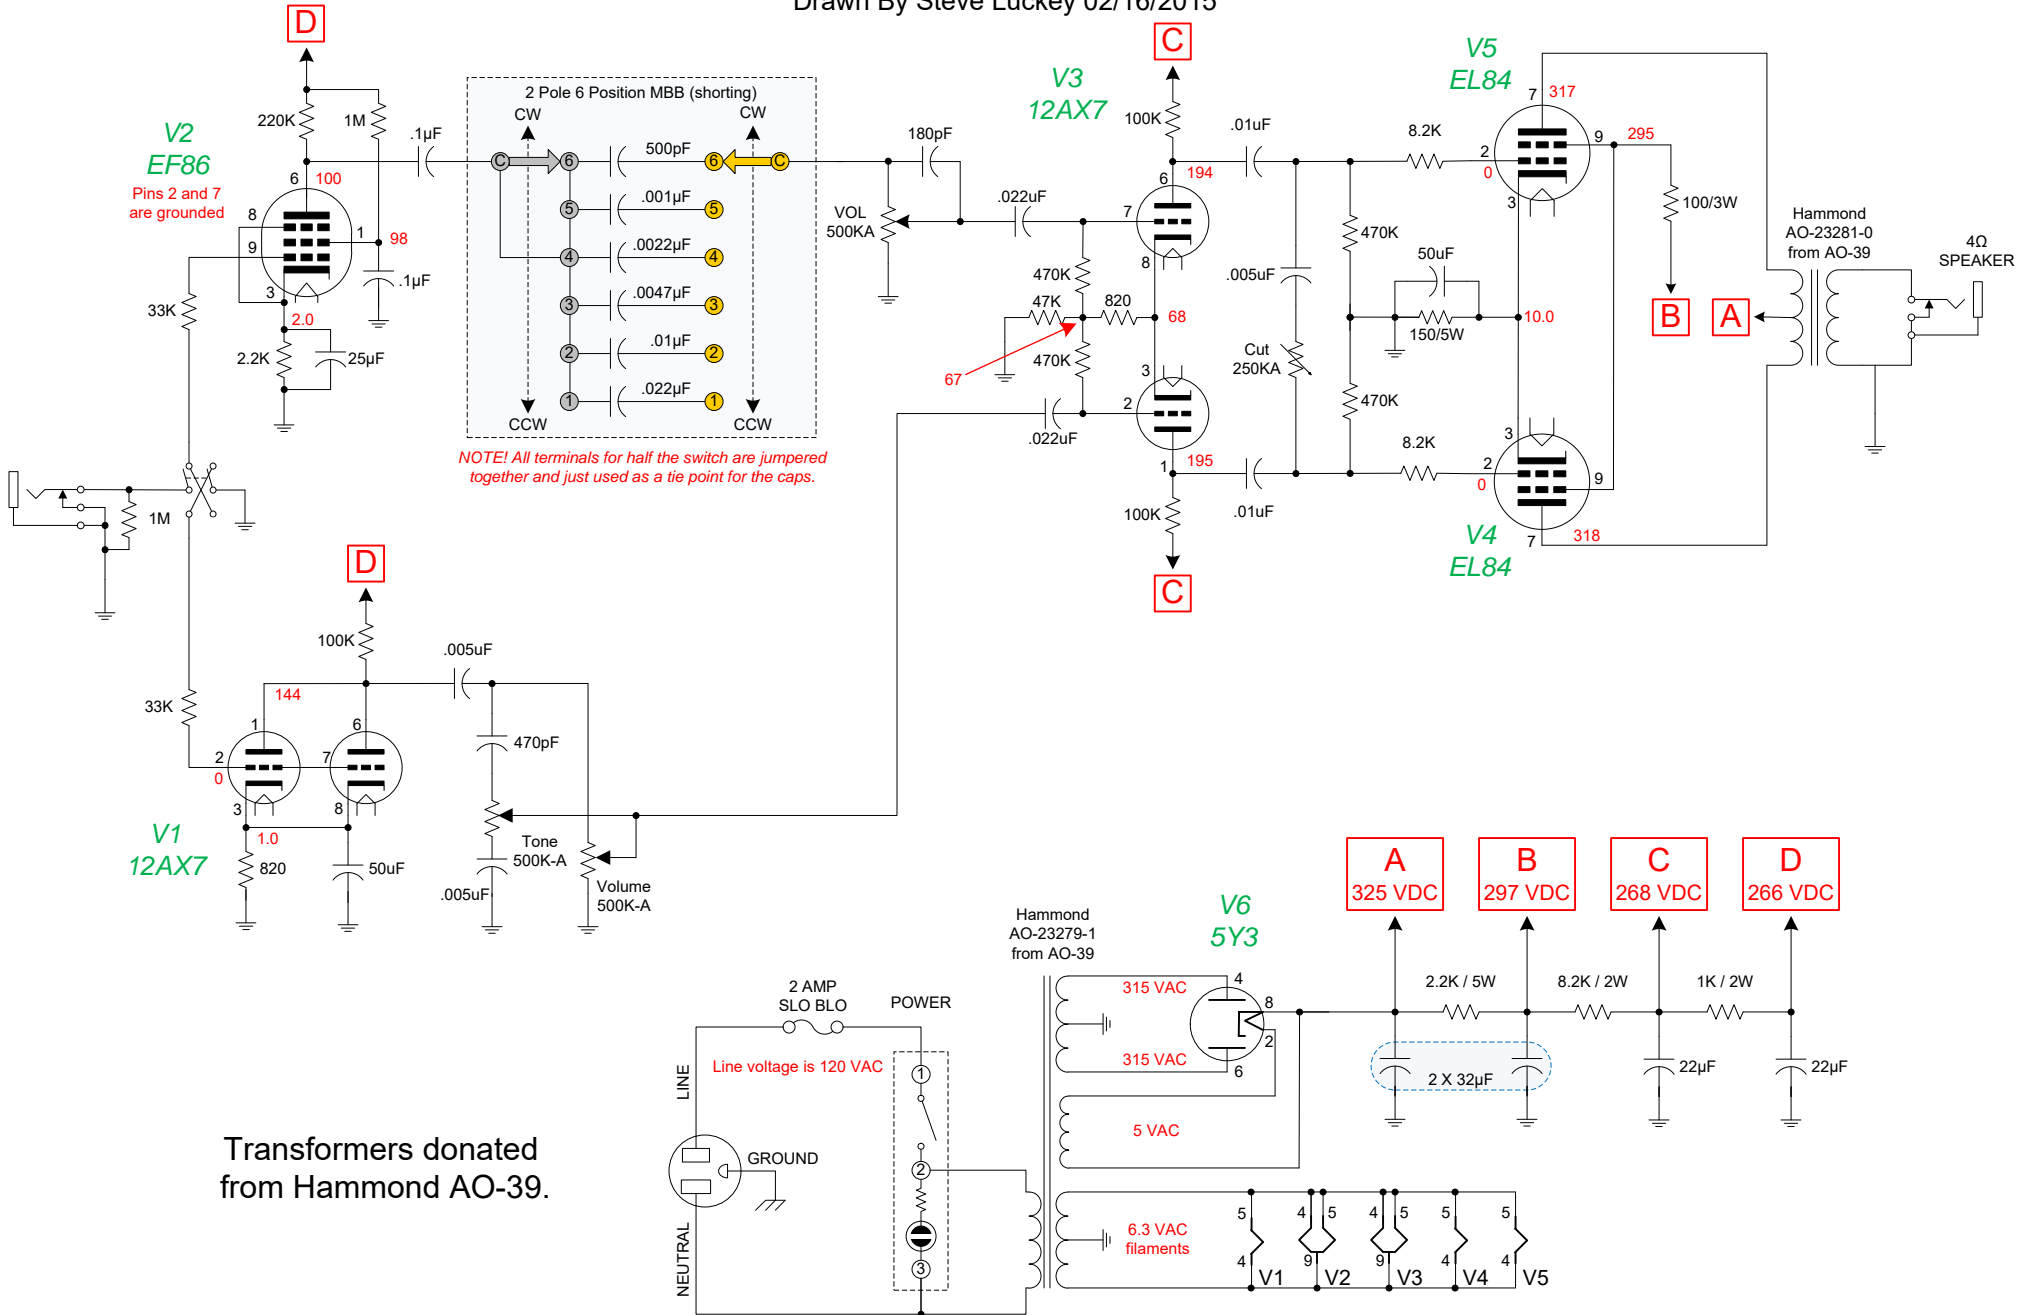 Drawn By Steve Luckey 02/16/2015
D
V2
EF86
Pins 2 and 7
are grounded
220K
1M
.1µF
6
100
8
9
1
98
3
2.0
.1µF
33K
2.2K
25µF
2 Pole 6 Position MBB (shorting)
CW
CW
C
6
500pF
6
C
5
.001µF
5
4
.0022µF
4
3
.0047µF
3
2
.01µF
2
1
.022µF
1
CCW
CCW
NOTE! All terminals for half the switch are jumpered
together and just used as a tie point for the caps.
180pF
VOL
500KA
.022uF
V3
12AX7
C
100K
6
194
7
8
470K
47K
820
68
67
470K
3
2
.022uF
1
195
100K
C
.01uF
.005uF
Cut
250KA
.01uF
470K
470K
50uF
150/5W
10.0
8.2K
8.2K
V5
EL84
7
317
9
295
2
0
3
100/3W
B
A
Hammond
AO-23281-0
from AO-39
4Ω
SPEAKER
3
2
0
9
7
318
V4
EL84
1M
D
100K
.005uF
33K
144
1
6
2
0
7
3
8
1.0
V1
12AX7
820
50uF
470pF
Tone
500K-A
.005uF
Volume
500K-A
A
325 VDC
B
297 VDC
C
268 VDC
D
266 VDC
2.2K / 5W
8.2K / 2W
1K / 2W
2 X 32µF
22µF
22µF
Hammond
AO-23279-1
from AO-39
V6
5Y3
315 VAC
315 VAC
4
8
2
6
5 VAC
6.3 VAC
filaments
2 AMP
SLO BLO
POWER
Line voltage is 120 VAC
LINE
NEUTRAL
GROUND
1
2
3
5
4
V1
4
5
9
V2
4
5
9
V3
5
4
V4
5
4
V5
Transformers donated
from Hammond AO-39.